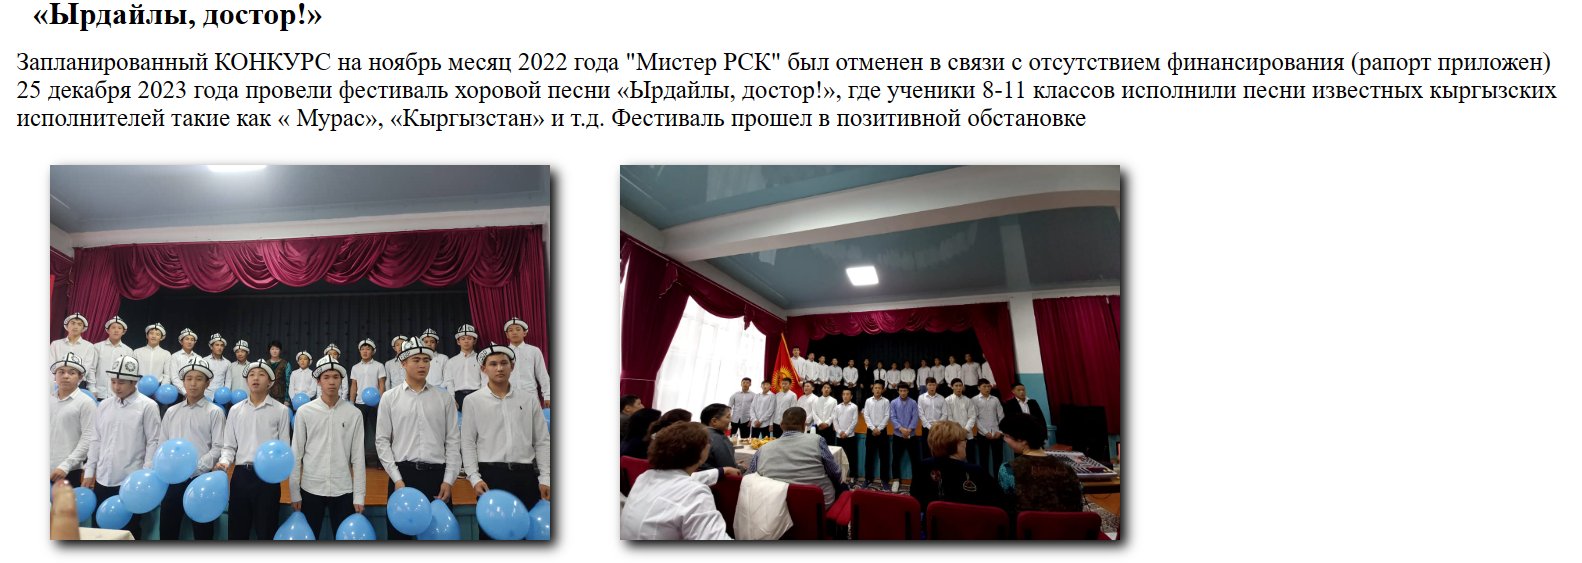 «Ырдайлы, достор!»
Запланированный КОНКУРС на ноябрь месяц 2022 года "Мистер РСК" был отменен в связи с отсутствием финансирования (рапорт приложен)
25 декабря 2023 года провели фестиваль хоровой песни «Ырдайлы, достор!», где ученики 8-11 классов исполнили песни известных кыргызских
исполнителей такие как « Мурас», «Кыргызстан» и т.д. Фестиваль прошел в позитивной обстановке